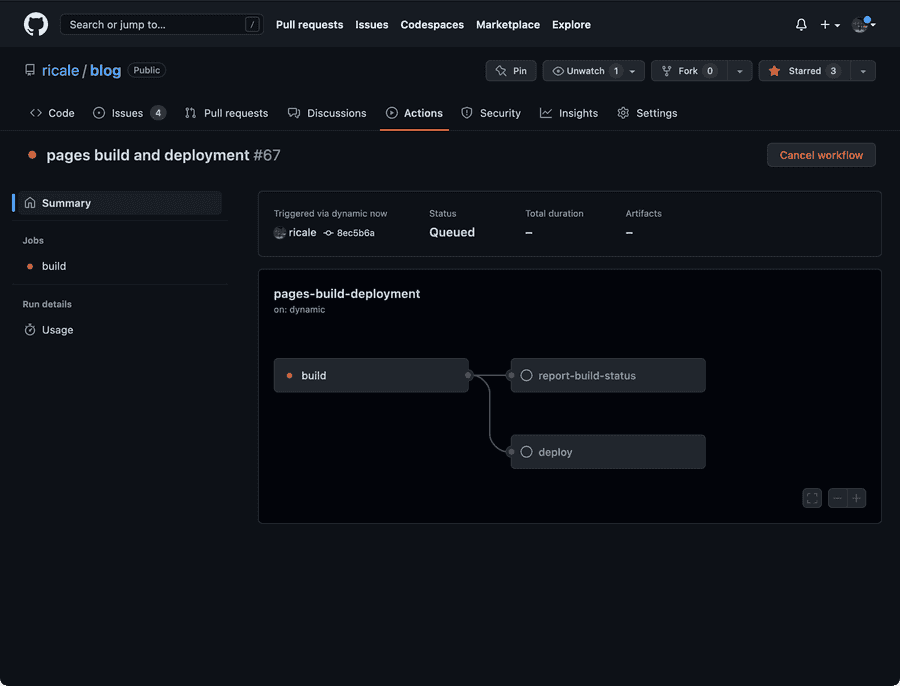 Search or jump to... /
Pull requests Issues Codespaces Marketplace Explore
ricale / blog Public
Pin Unwatch 1 Fork 0 Starred 3
Code Issues 4 Pull requests Discussions Actions Security Insights Settings
pages build and deployment #67
Cancel workflow
Summary
Jobs
build
Run details
Usage
Triggered via dynamic now
ricale 8ec5b6a
Status
Queued
Total duration
–
Artifacts
–
pages-build-deployment
on: dynamic
build
report-build-status
deploy